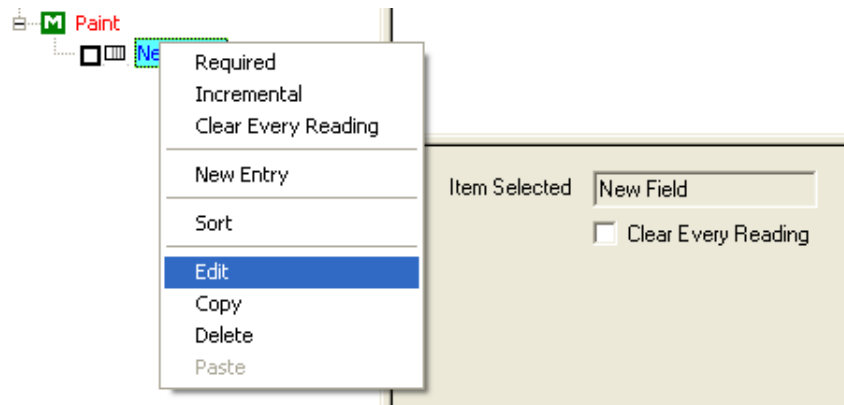 M Paint
Ne
Required
Incremental
Clear Every Reading
New Entry
Sort
Edit
Copy
Delete
Paste
Item Selected New Field
Clear Every Reading